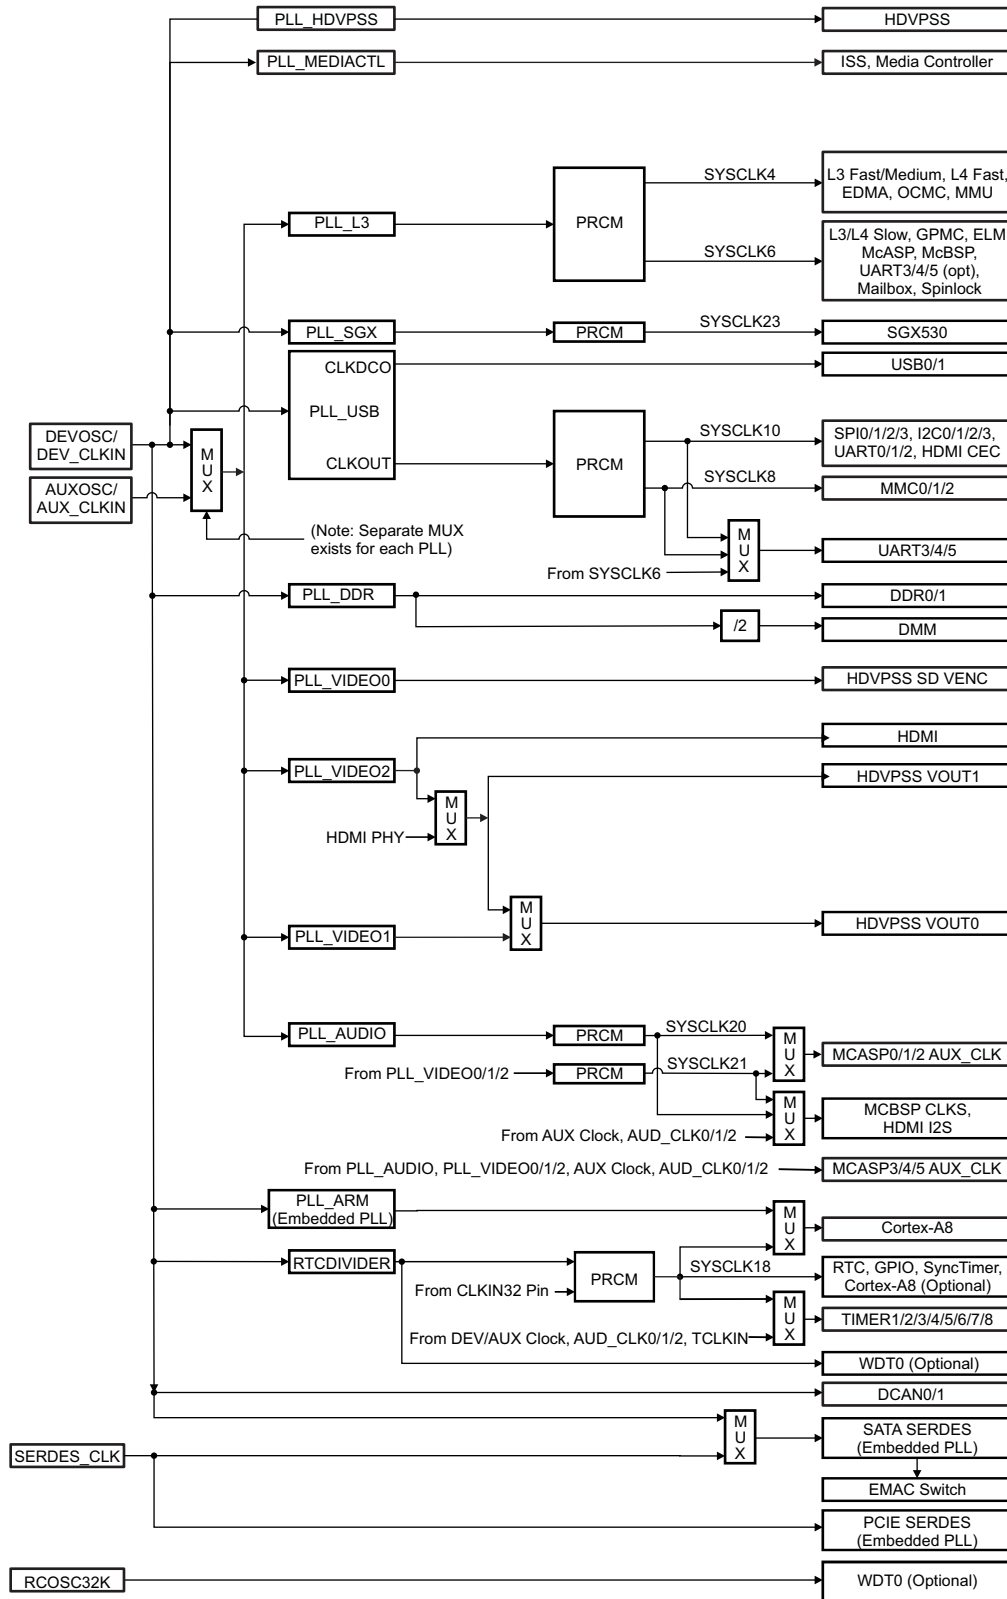 PLL_HDVPSS
HDVPSS
PLL_MEDIACTL
ISS, Media Controller
SYSCLK4
L3 Fast/Medium, L4 Fast,
EDMA, OCMC, MMU
PLL_L3
PRCM
SYSCLK6
L3/L4 Slow, GPMC, ELM
McASP, McBSP,
UART3/4/5 (opt),
Mailbox, Spinlock
PLL_SGX
PRCM
SYSCLK23
SGX530
CLKDCO
USB0/1
PLL_USB
CLKOUT
DEVOSC/
DEV_CLKIN
AUXOSC/
AUX_CLKIN
M
U
X
(Note: Separate MUX
exists for each PLL)
PRCM
SYSCLK10
SPI0/1/2/3, I2C0/1/2/3,
UART0/1/2, HDMI CEC
SYSCLK8
MMC0/1/2
M
U
X
From SYSCLK6
UART3/4/5
PLL_DDR
DDR0/1
/2
DMM
PLL_VIDEO0
HDVPSS SD VENC
HDMI
PLL_VIDEO2
HDVPSS VOUT1
M
U
X
HDMI PHY
M
U
X
HDVPSS VOUT0
PLL_VIDEO1
PLL_AUDIO
PRCM
SYSCLK20
M
U
X
MCASP0/1/2 AUX_CLK
From PLL_VIDEO0/1/2
PRCM
SYSCLK21
M
U
X
MCBSP CLKS,
HDMI I2S
From AUX Clock, AUD_CLK0/1/2
From PLL_AUDIO, PLL_VIDEO0/1/2, AUX Clock, AUD_CLK0/1/2
MCASP3/4/5 AUX_CLK
PLL_ARM
(Embedded PLL)
M
U
X
Cortex-A8
RTCDIVIDER
PRCM
SYSCLK18
RTC, GPIO, SyncTimer,
Cortex-A8 (Optional)
From CLKIN32 Pin
M
U
X
TIMER1/2/3/4/5/6/7/8
From DEV/AUX Clock, AUD_CLK0/1/2, TCLKIN
WDT0 (Optional)
DCAN0/1
M
U
X
SATA SERDES
(Embedded PLL)
SERDES_CLK
EMAC Switch
PCIE SERDES
(Embedded PLL)
RCOSC32K
WDT0 (Optional)